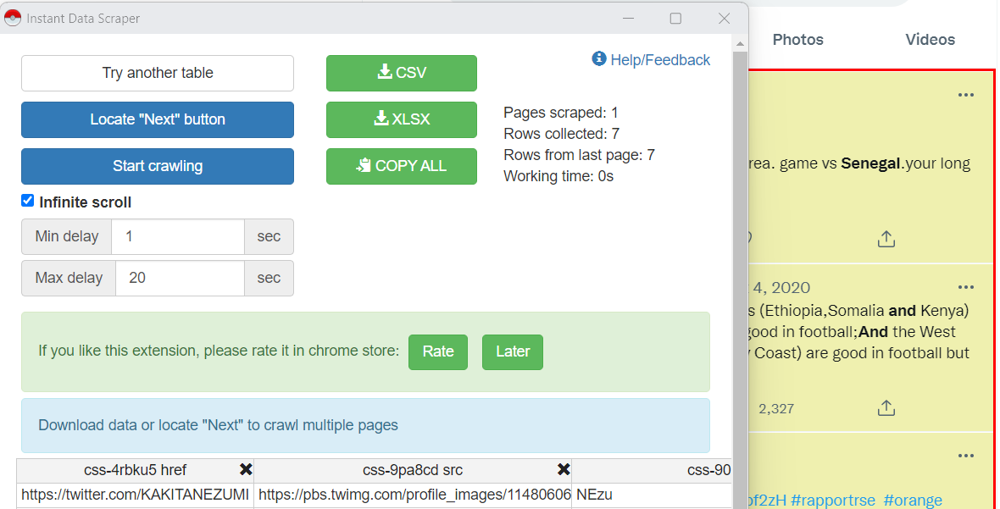 Instant Data Scraper
Try another table
Locate "Next" button
Start crawling
Infinite scroll
Min delay 1 sec
Max delay 20 sec
CSV
XLSX
COPY ALL
Help/Feedback
Pages scraped: 1
Rows collected: 7
Rows from last page: 7
Working time: 0s
If you like this extension, please rate it in chrome store: Rate Later
Download data or locate "Next" to crawl multiple pages
css-4rbku5 href css-9pa8cd src css-90
https://twitter.com/KAKITANEZUMI https://pbs.twimg.com/profile_images/11480606 NEzu
Photos Videos
rea. game vs Senegal.your long
4, 2020
s (Ethiopia,Somalia and Kenya)
good in football;And the West
Coast) are good in football but
2,327
of2zH #rapportrse #orange